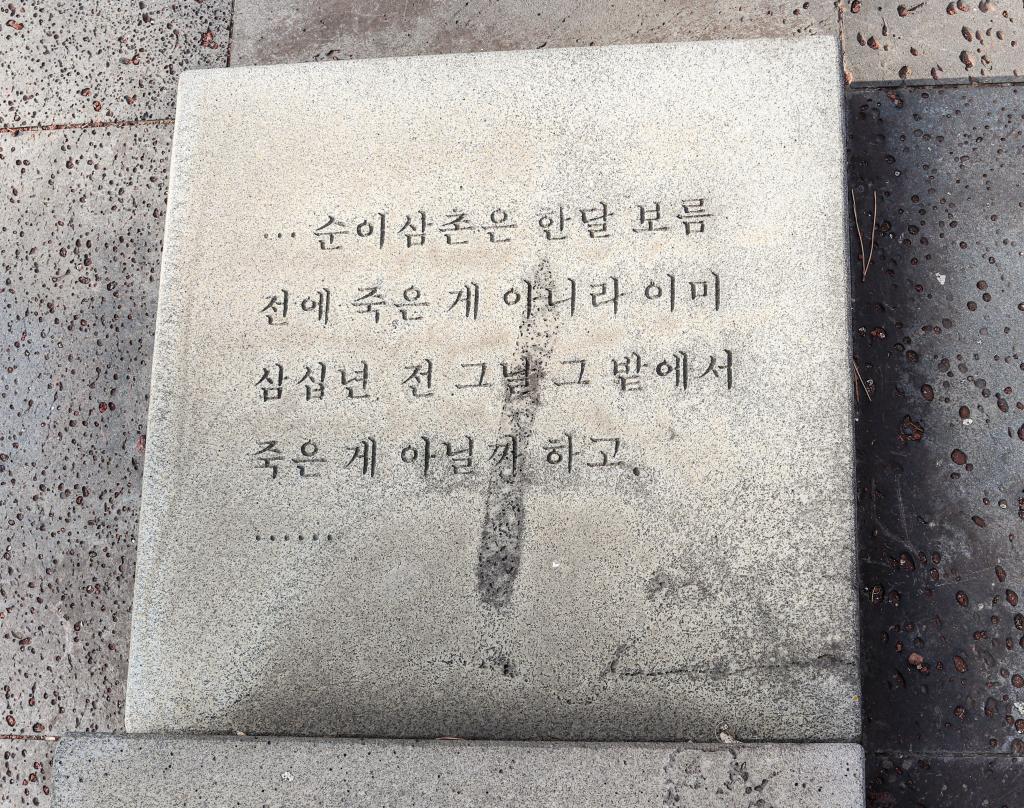 … 순이삼촌은 한달 보름
전에 죽은 게 아니라 이미
삼십년 전 그날 그 밭에서
죽은 게 아닐까 하고.
……